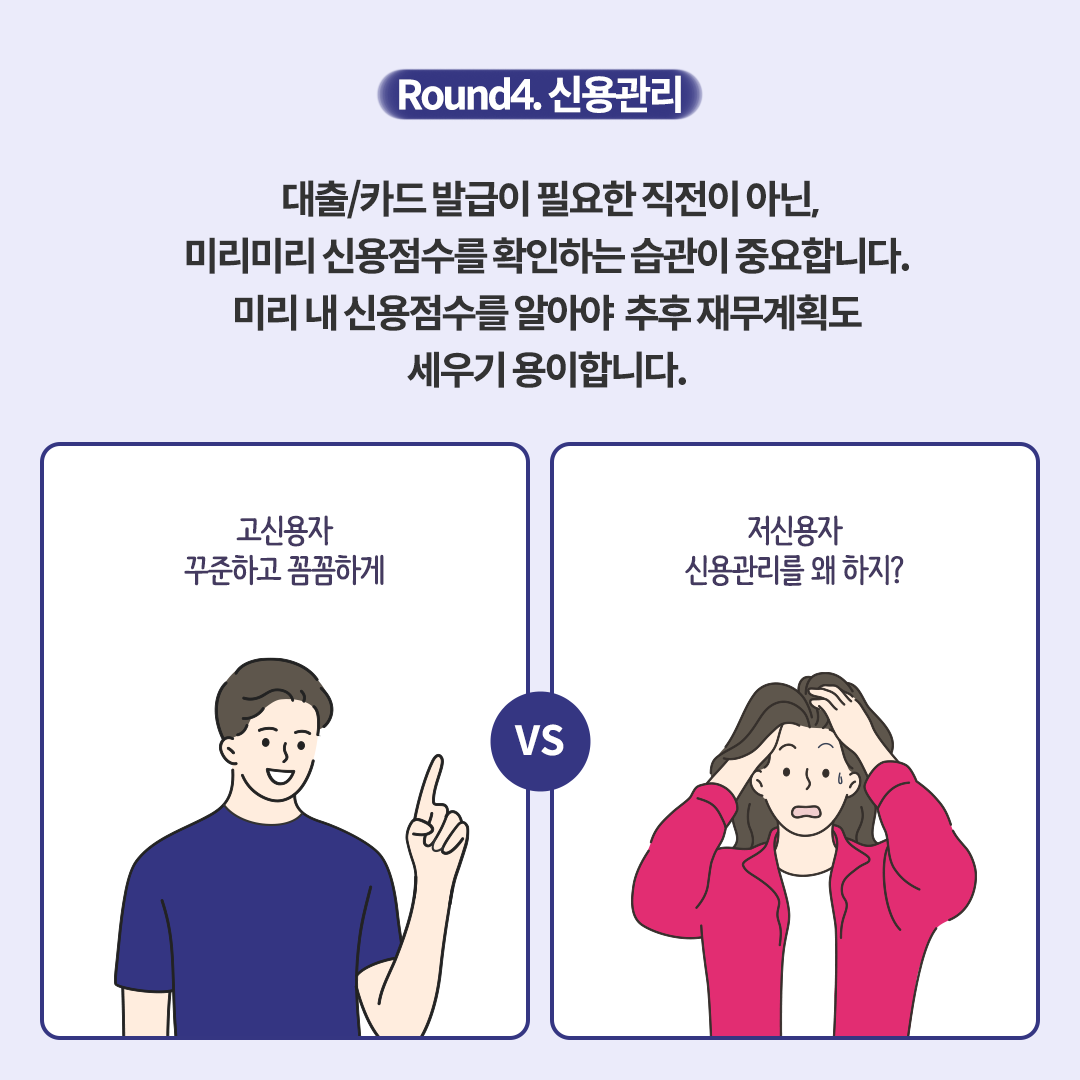 Round4. 신용관리
대출/카드 발급이 필요한 직전이 아닌,
미리미리 신용점수를 확인하는 습관이 중요합니다.
미리 내 신용점수를 알아야 추후 재무계획도
세우기 용이합니다.
고신용자
꾸준하고 꼼꼼하게
VS
저신용자
신용관리를 왜 하지?